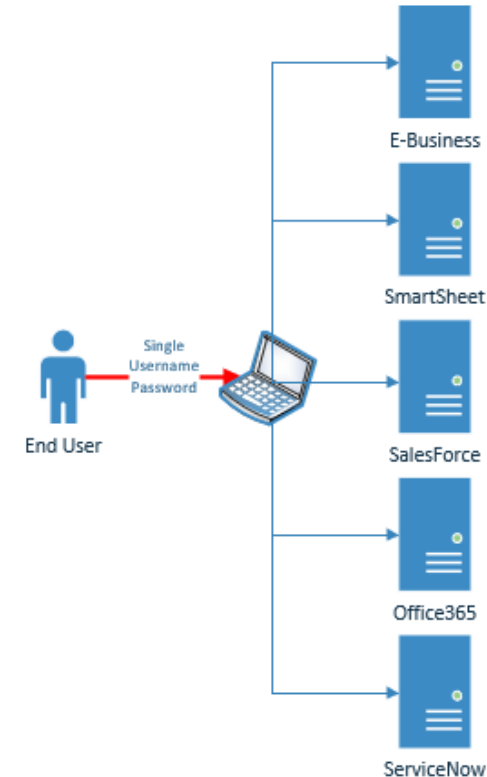 E-Business
SmartSheet
Single
Username
Password
End User
SalesForce
Office365
ServiceNow